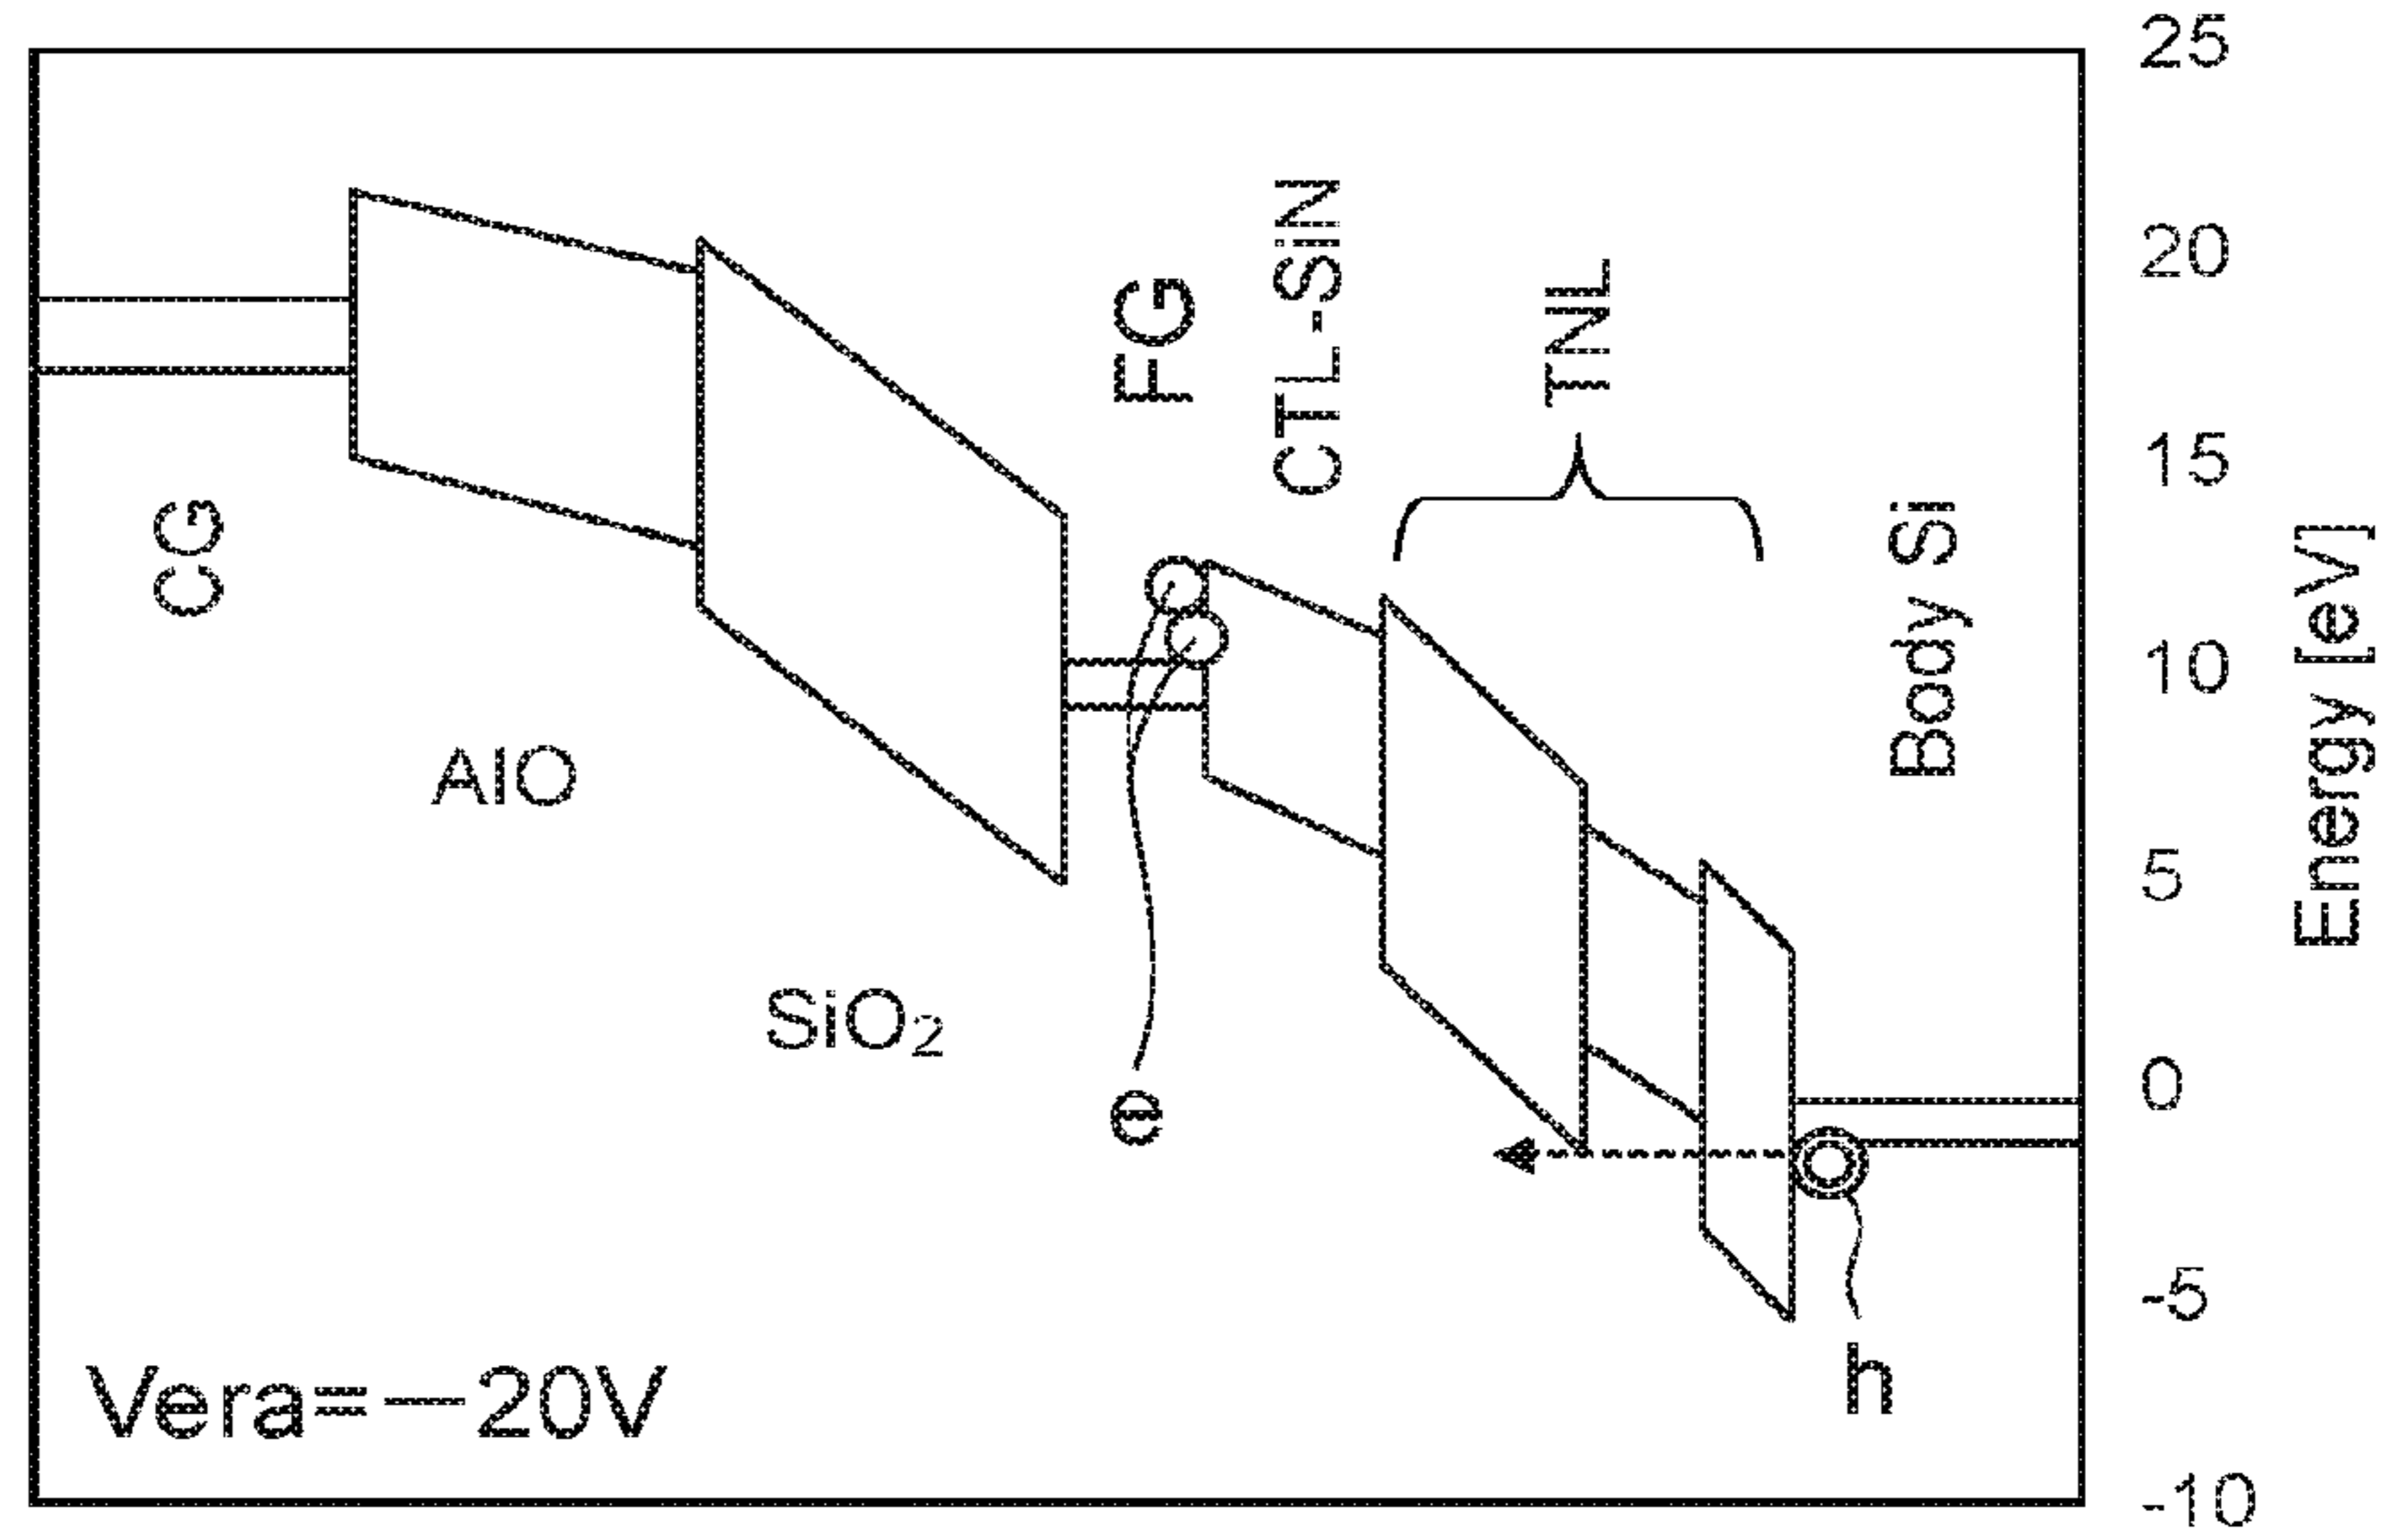 CG
AlO
SiO2
FG
CTL-SiN
TNL
Body Si
e
h
Vera=−20V
25
20
15
10
5
0
-5
-10
Energy [eV]